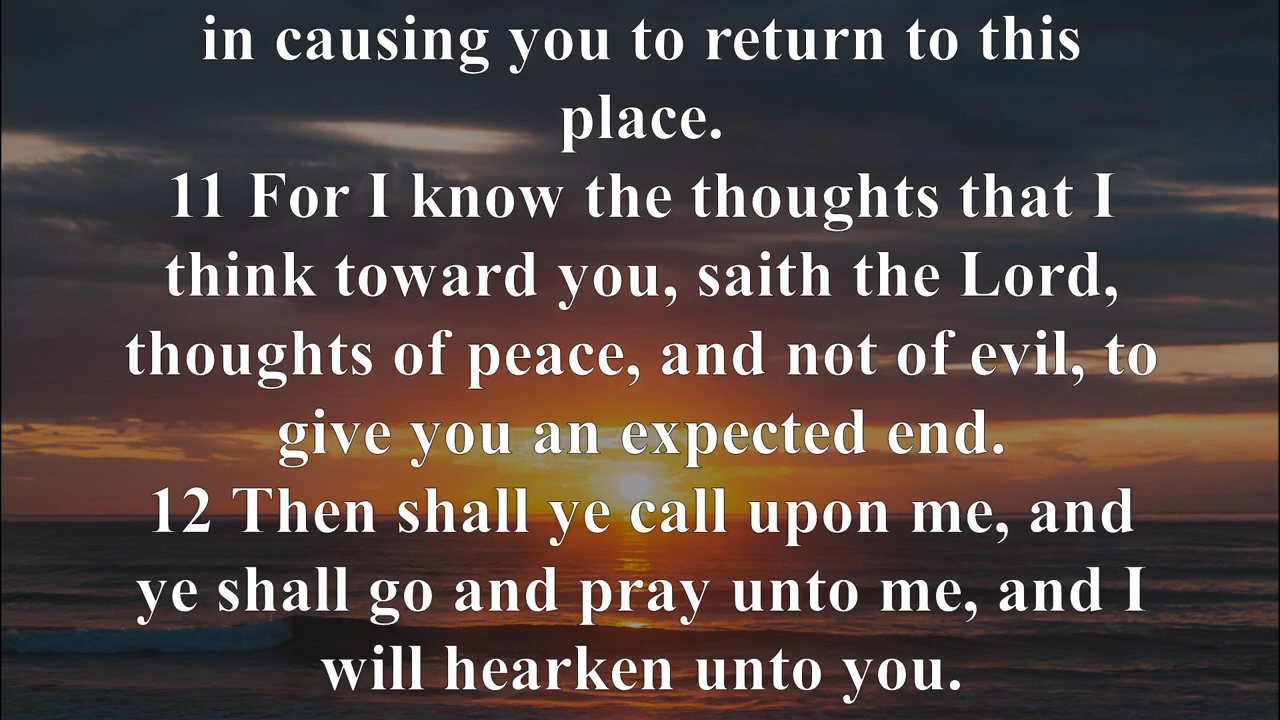 in causing you to return to this
place.
11 For I know the thoughts that I
think toward you, saith the Lord,
thoughts of peace, and not of evil, to
give you an expected end.
12 Then shall ye call upon me, and
ye shall go and pray unto me, and I
will hearken unto you.